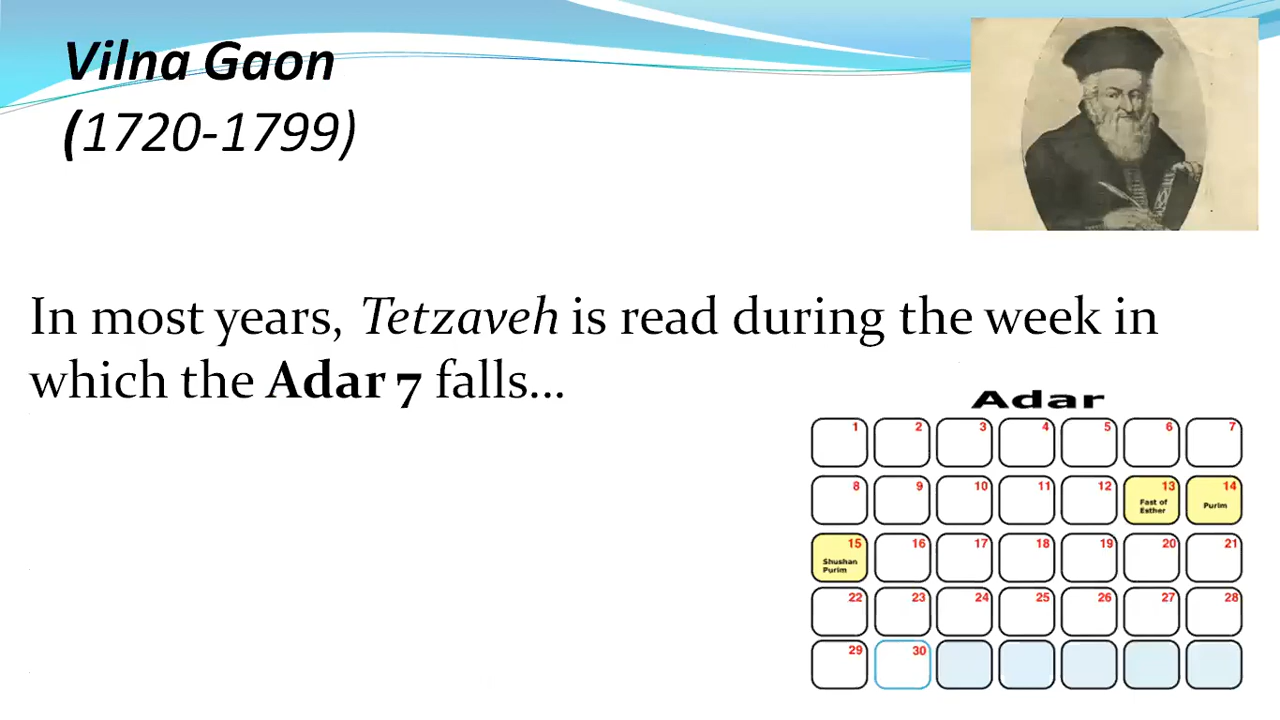 Vilna Gaon
(1720-1799)
In most years, Tetzaveh is read during the week in
which the Adar 7 falls...
Adar
1 2 3 4 5 6 7
8 9 10 11 12 13 14
Fast of
Esther
Purim
15 16 17 18 19 20 21
Shushan
Purim
22 23 24 25 26 27 28
29 30